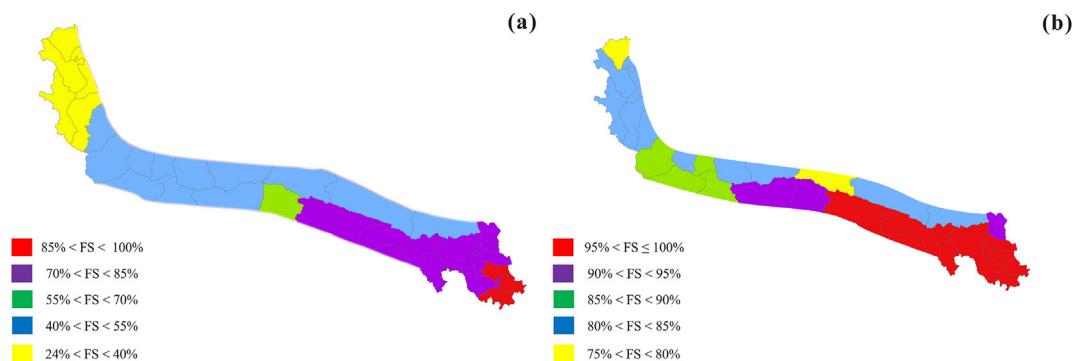 (a)
85% < FS < 100%
70% < FS < 85%
55% < FS < 70%
40% < FS < 55%
24% < FS < 40%
(b)
95% < FS ≤ 100%
90% < FS < 95%
85% < FS < 90%
80% < FS < 85%
75% < FS < 80%